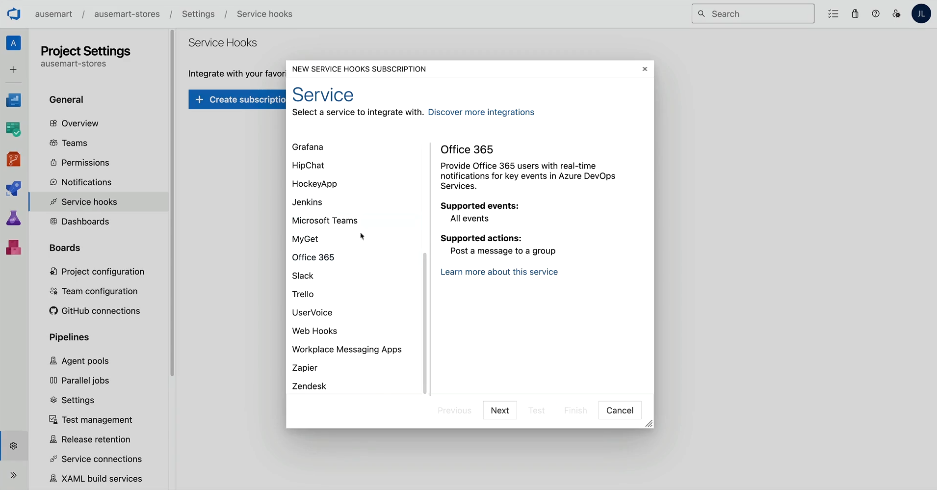 ausemart / ausemart-stores / Settings / Service hooks
Search
JL
A
Project Settings
ausemart-stores
General
Overview
Teams
Permissions
Notifications
Service hooks
Dashboards
Boards
Project configuration
Team configuration
GitHub connections
Pipelines
Agent pools
Parallel jobs
Settings
Test management
Release retention
Service connections
XAML build services
Service Hooks
Integrate with your favor
Create subscriptio
NEW SERVICE HOOKS SUBSCRIPTION
Service
Select a service to integrate with. Discover more integrations
Grafana
HipChat
HockeyApp
Jenkins
Microsoft Teams
MyGet
Office 365
Slack
Trello
UserVoice
Web Hooks
Workplace Messaging Apps
Zapier
Zendesk
Office 365
Provide Office 365 users with real-time
notifications for key events in Azure DevOps
Services.
Supported events:
All events
Supported actions:
Post a message to a group
Learn more about this service
Previous
Next
Test
Finish
Cancel